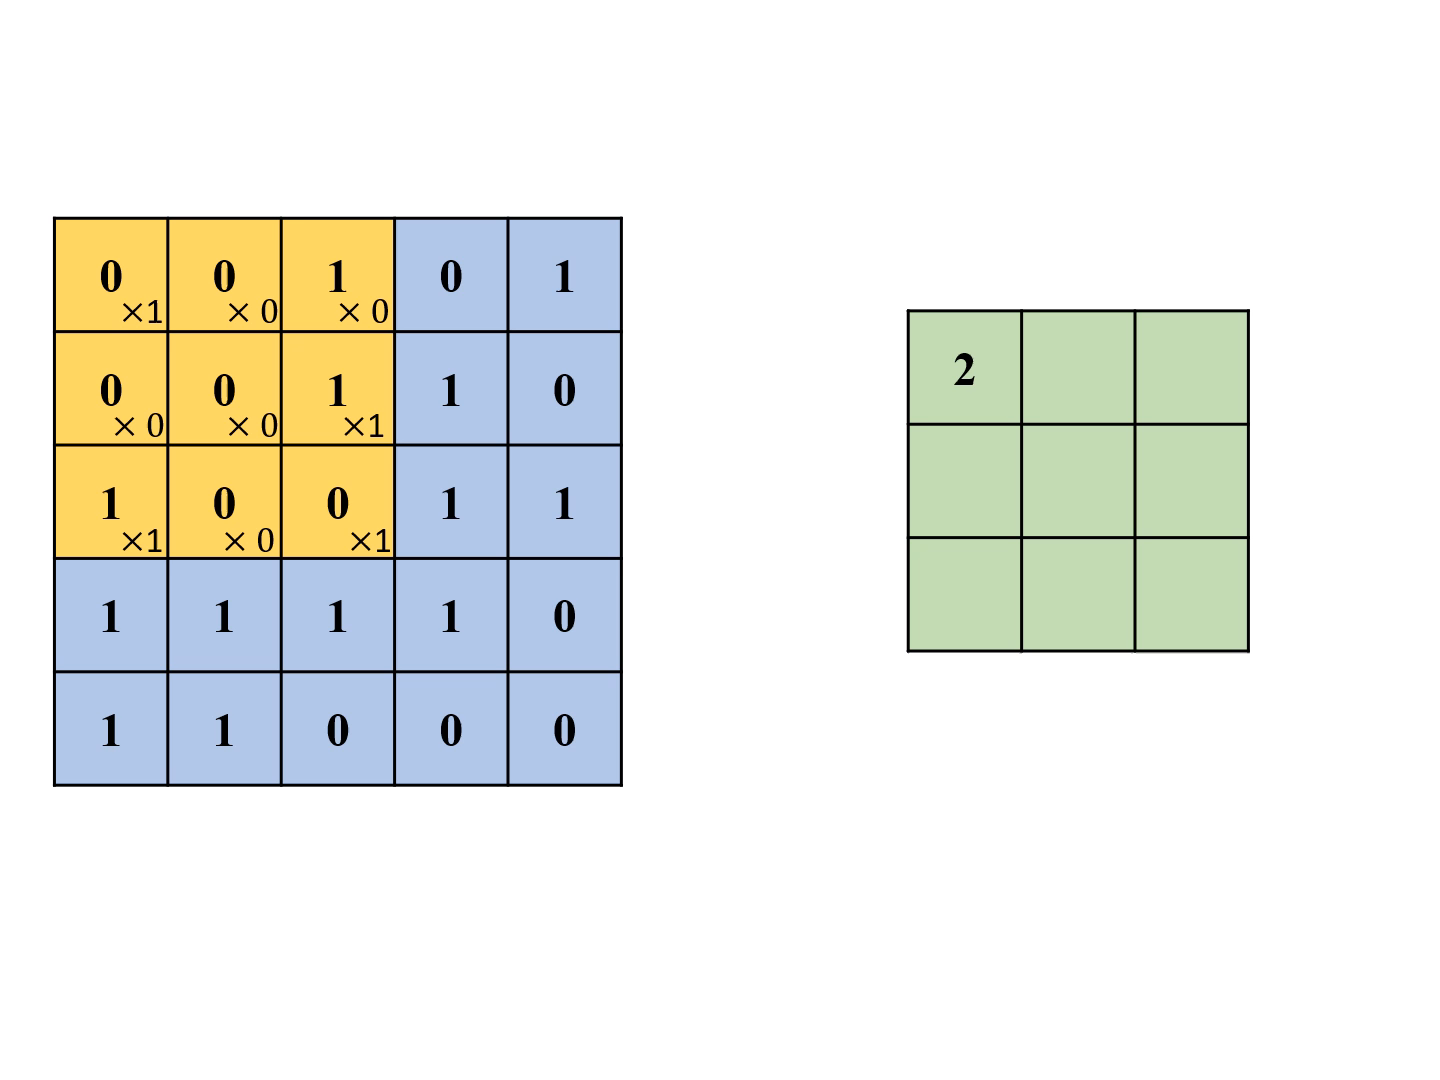 0 0 1 0 1
×1 × 0 × 0
0 0 1 1 0
× 0 × 0 ×1
1 0 0 1 1
×1 × 0 ×1
1 1 1 1 0
1 1 0 0 0
2